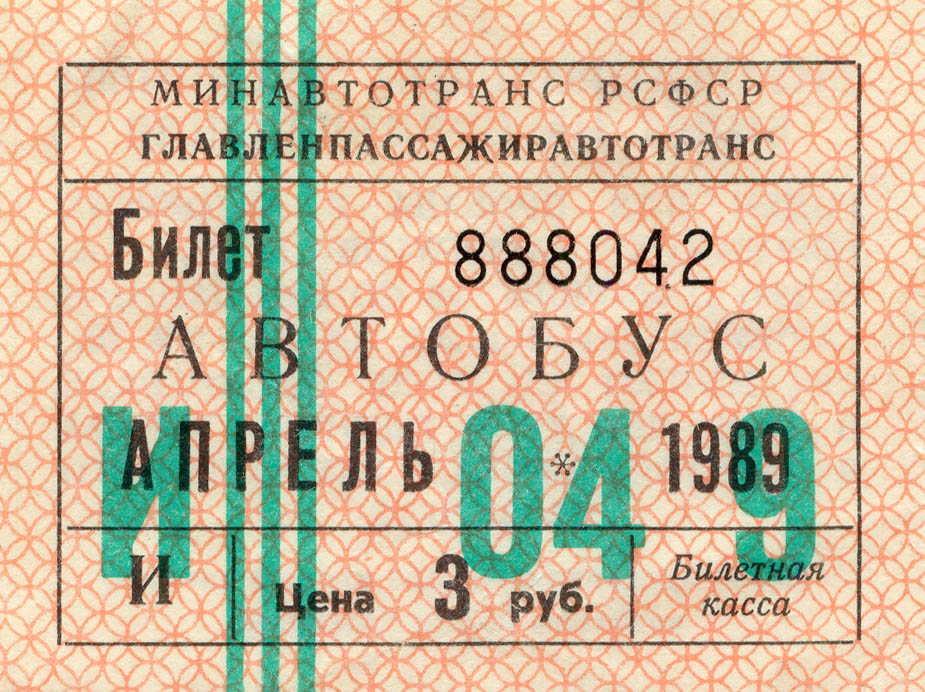 МИНАВТОТРАНС РСФСР
ГЛАВЛЕНПАССАЖИРАВТОТРАНС
Билет 888042
АВТОБУС
И 04 9
АПРЕЛЬ * 1989
И Цена 3 руб. Билетная
касса